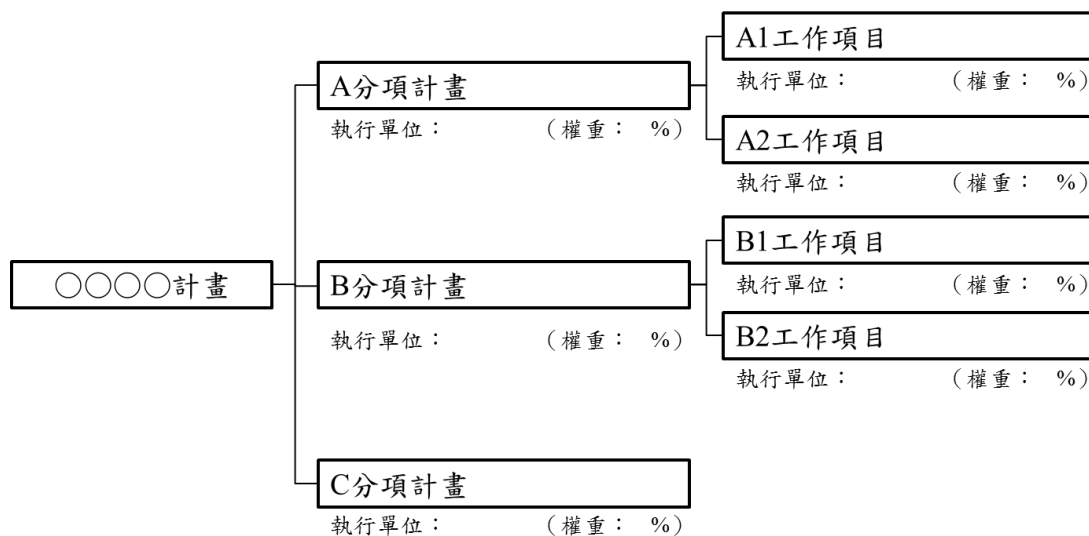 A1工作項目
執行單位： （權重： %）
A分項計畫
執行單位： （權重： %）
A2工作項目
執行單位： （權重： %）
B1工作項目
執行單位： （權重： %）
○○○○計畫
B分項計畫
執行單位： （權重： %）
B2工作項目
執行單位： （權重： %）
C分項計畫
執行單位： （權重： %）